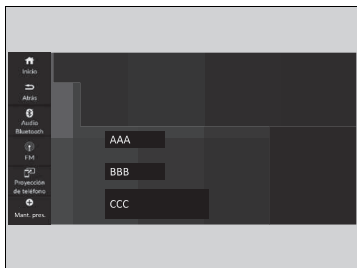 Inicio
Atrás
Audio
Bluetooth
FM
Proyección
de teléfono
Mant. pres.
AAA
BBB
CCC